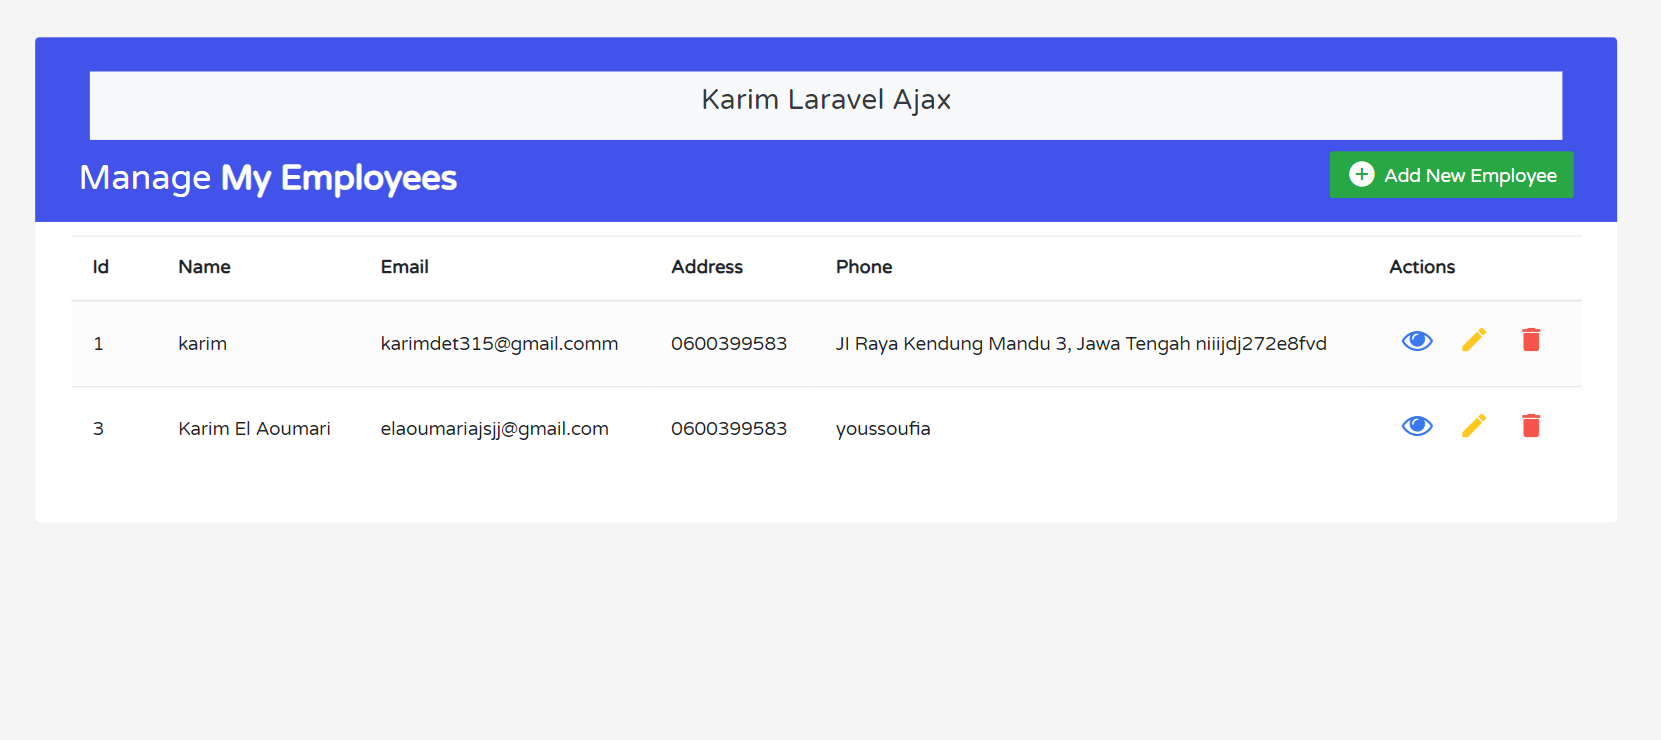 Karim Laravel Ajax
Manage My Employees
Add New Employee
Id Name Email Address Phone Actions
1 karim karimdet315@gmail.comm 0600399583 Jl Raya Kendung Mandu 3, Jawa Tengah niiijdj272e8fvd
3 Karim El Aoumari elaoumariajsjj@gmail.com 0600399583 youssoufia